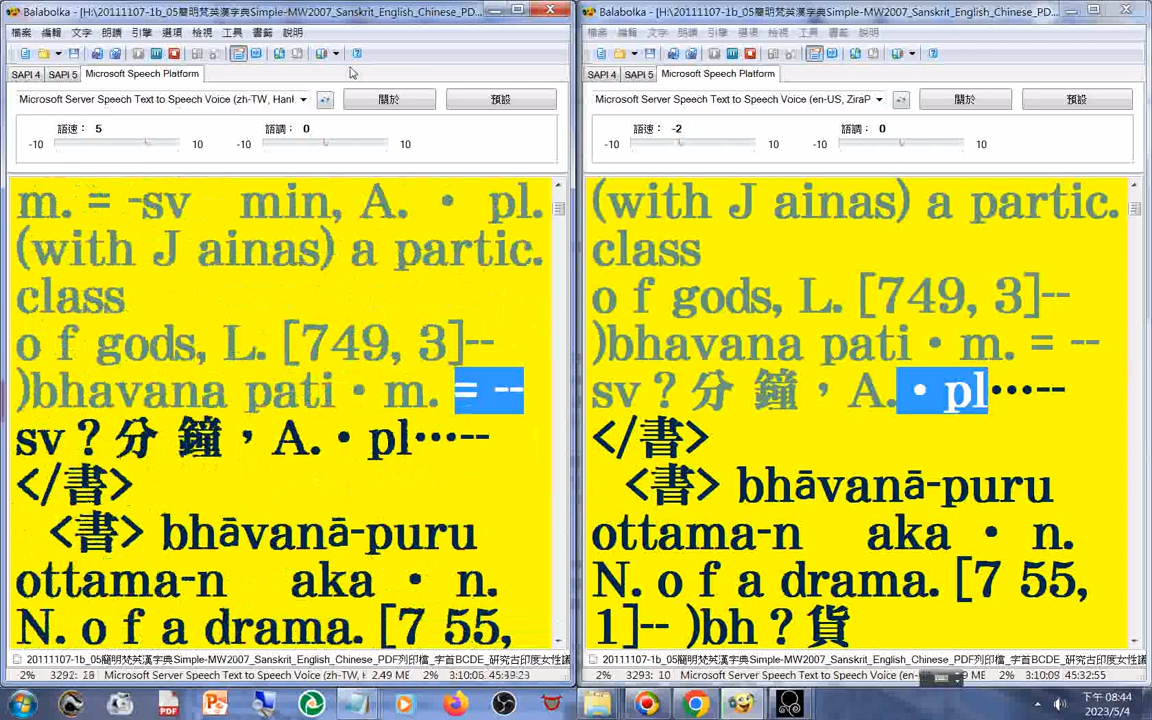 Balabolka - [H:\20111107-1b_05簡明梵英漢字典Simple-MW2007_Sanskrit_English_Chinese_PD...
檔案 編輯 文字 朗讀 引擎 選項 檢視 工具 書籤 說明
SAPI 4 SAPI 5 Microsoft Speech Platform
Microsoft Server Speech Text to Speech Voice (zh-TW, Hanl
關於 預設
語速： 5 語調： 0
-10 10 -10 10
m. = -sv min, A. • pl.
(with J ainas) a partic.
class
o f gods, L. [749, 3]--
)bhavana pati • m. = --
sv？分 鐘，A. • pl…--
</書>
<書> bhāvanā-puru
ottama-n aka • n.
N. o f a drama. [7 55,
20111107-1b_05簡明梵英漢字典Simple-MW2007_Sanskrit_English_Chinese_PDF列印檔_字首BCDE_研究古印度女性議
2% 3292: 16 Microsoft Server Speech Text to Speech Voice (zh-TW, H 2.49 ME 2% 3:10:06
Balabolka - [H:\20111107-1b_05簡明梵英漢字典Simple-MW2007_Sanskrit_English_Chinese_PD...
檔案 編輯 文字 朗讀 引擎 選項 檢視 工具 書籤 說明
SAPI 4 SAPI 5 Microsoft Speech Platform
Microsoft Server Speech Text to Speech Voice (en-US, ZiraP
關於 預設
語速： -2 語調： 0
-10 10 -10 10
(with J ainas) a partic.
class
o f gods, L. [749, 3]--
)bhavana pati • m. = --
sv？分 鐘，A. • pl…--
</書>
<書> bhāvanā-puru
ottama-n aka • n.
N. o f a drama. [7 55,
1]-- )bh？貨
20111107-1b_05簡明梵英漢字典Simple-MW2007_Sanskrit_English_Chinese_PDF列印檔_字首BCDE_研究古印度女性議
2% 3293: 10 Microsoft Server Speech Text to Speech Voice (en-US, 2% 3:10:09 45:32:55
下午 08:44
2023/5/4